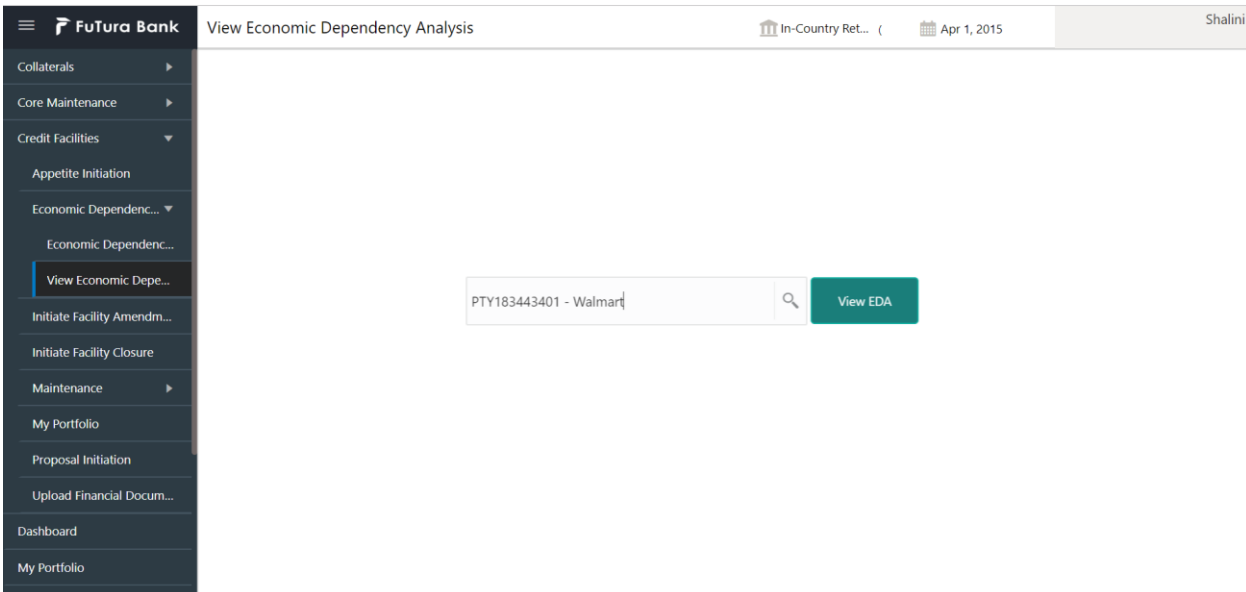 FuTura Bank
View Economic Dependency Analysis
In-Country Ret... (
Apr 1, 2015
Shalini
Collaterals
Core Maintenance
Credit Facilities
Appetite Initiation
Economic Dependenc...
Economic Dependenc...
View Economic Depe...
PTY183443401 - Walmart
View EDA
Initiate Facility Amendm...
Initiate Facility Closure
Maintenance
My Portfolio
Proposal Initiation
Upload Financial Docum...
Dashboard
My Portfolio